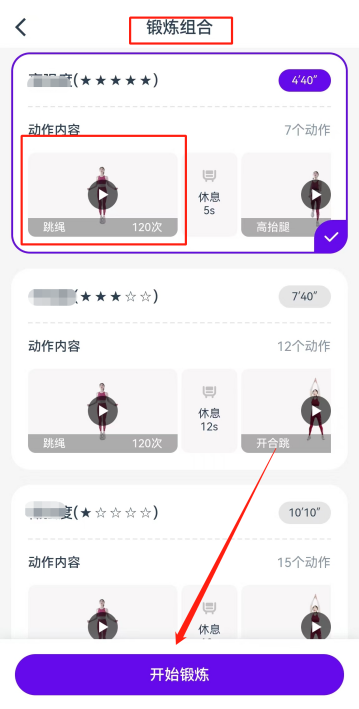 锻炼组合
(★★★★★)
4'40"
动作内容
7个动作
休息
5s
跳绳
120次
高抬腿
(★★★☆☆)
7'40"
动作内容
12个动作
休息
12s
跳绳
120次
开合跳
度(★☆☆☆☆)
10'10"
动作内容
15个动作
休息
开始锻炼